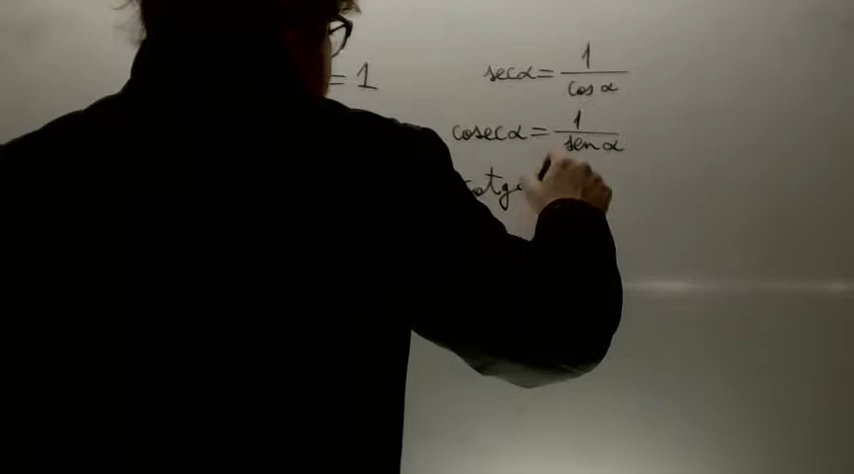 = 1
secα = 1/cos α
cosecα = 1/sen α